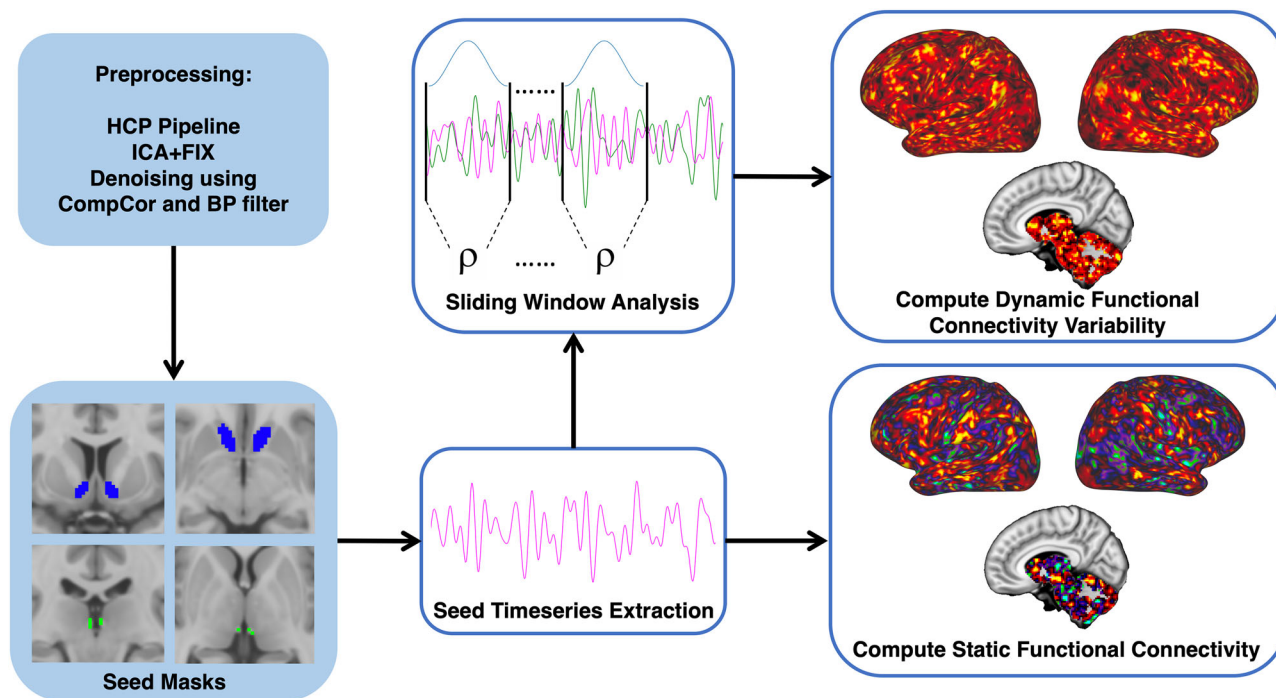 Preprocessing:
HCP Pipeline
ICA+FIX
Denoising using
CompCor and BP filter
Seed Masks
Seed Timeseries Extraction
......
ρ ...... ρ
Sliding Window Analysis
Compute Dynamic Functional
Connectivity Variability
Compute Static Functional Connectivity